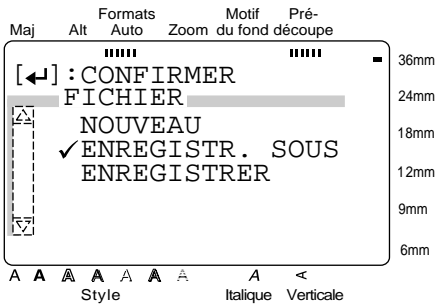 Formats Motif Pré-
Maj Alt Auto Zoom du fond découpe
[↵]:CONFIRMER
FICHIER
NOUVEAU
✓ENREGISTR. SOUS
ENREGISTRER
36mm
24mm
18mm
12mm
9mm
6mm
A A A A A A A A A
Style Italique Verticale